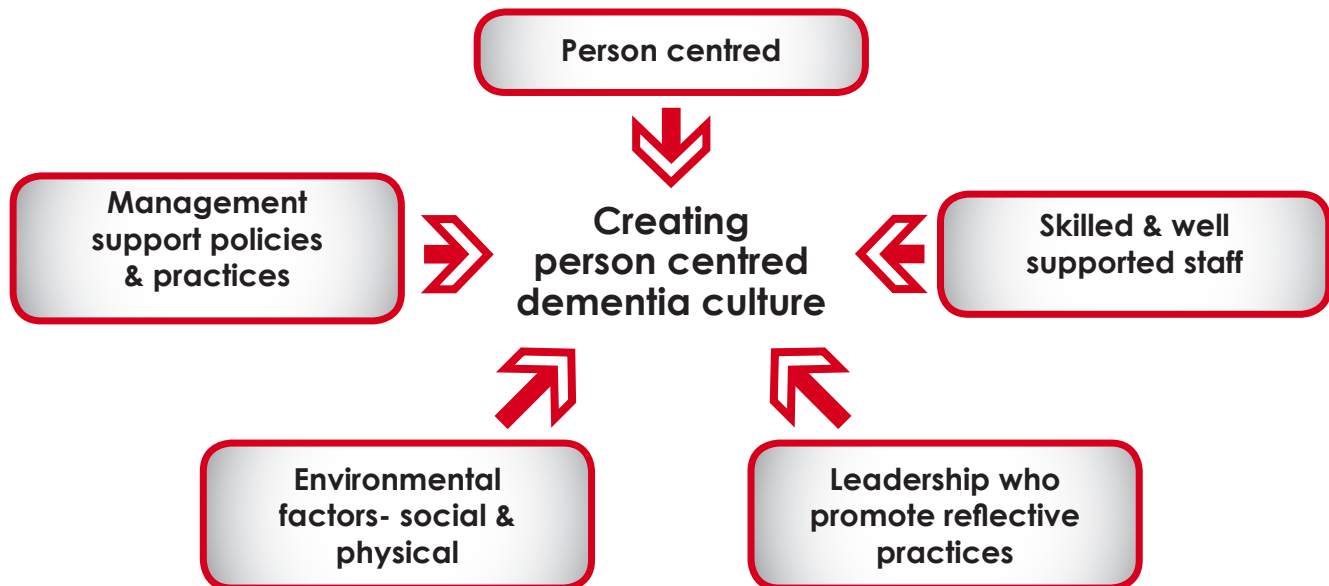 Person centred
Management
support policies
& practices
Creating
person centred
dementia culture
Skilled & well
supported staff
Environmental
factors- social &
physical
Leadership who
promote reflective
practices